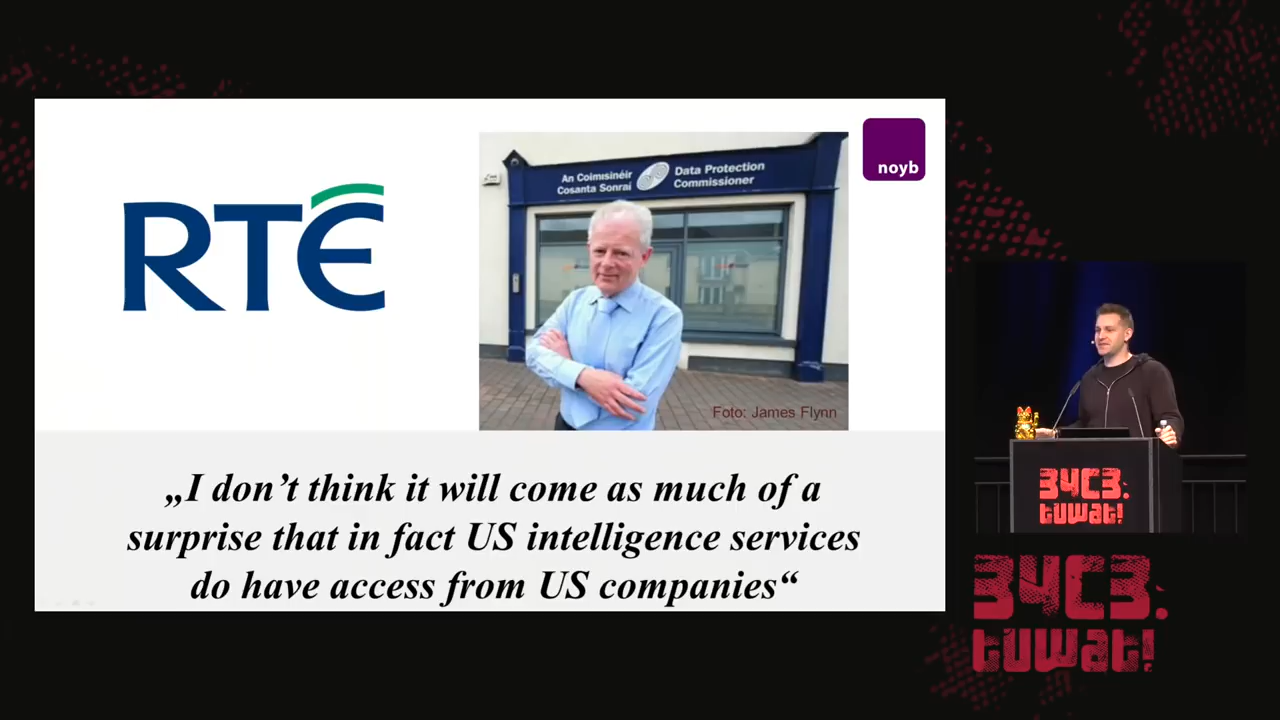 RTÉ
An Coimisinéir
Cosanta Sonraí
Data Protection
Commissioner
noyb
Foto: James Flynn
„I don’t think it will come as much of a
surprise that in fact US intelligence services
do have access from US companies“
34C3.
tuwat!
34C3.
tuwat!